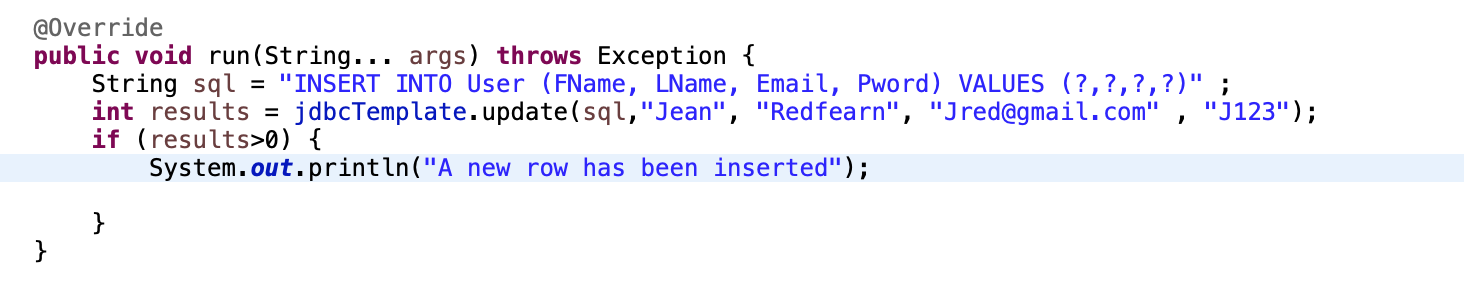 @Override
public void run(String... args) throws Exception {
    String sql = "INSERT INTO User (FName, LName, Email, Pword) VALUES (?,?,?,?)" ;
    int results = jdbcTemplate.update(sql,"Jean", "Redfearn", "Jred@gmail.com" , "J123");
    if (results>0) {
        System.out.println("A new row has been inserted");
    }
}